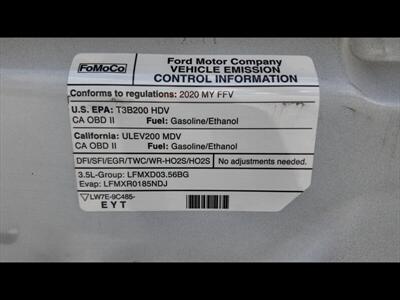 FoMoCo
Ford Motor Company
VEHICLE EMISSION
CONTROL INFORMATION
Conforms to regulations: 2020 MY FFV
U.S. EPA: T3B200 HDV
CA OBD II Fuel: Gasoline/Ethanol
California: ULEV200 MDV
CA OBD II Fuel: Gasoline/Ethanol
DFI/SFI/EGR/TWC/WR-HO2S/HO2S No adjustments needed.
3.5L-Group: LFMXD03.56BG
Evap: LFMXR0185NDJ
LW7E-9C485-
EYT